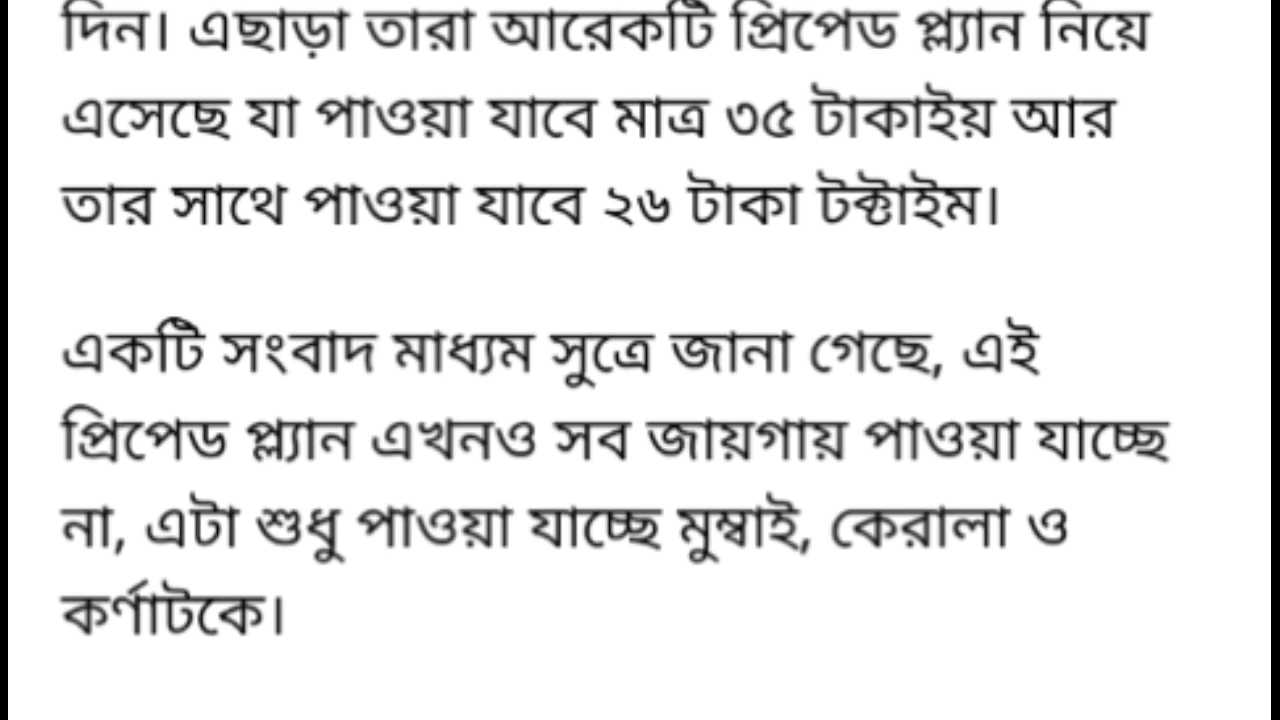 দিন। এছাড়া তারা আরেকটি প্রিপেড প্ল্যান নিয়ে
এসেছে যা পাওয়া যাবে মাত্র ৩৫ টাকাইয় আর
তার সাথে পাওয়া যাবে ২৬ টাকা টক্টাইম।
একটি সংবাদ মাধ্যম সুত্রে জানা গেছে, এই
প্রিপেড প্ল্যান এখনও সব জায়গায় পাওয়া যাচ্ছে
না, এটা শুধু পাওয়া যাচ্ছে মুম্বাই, কেরালা ও
কর্ণাটকে।